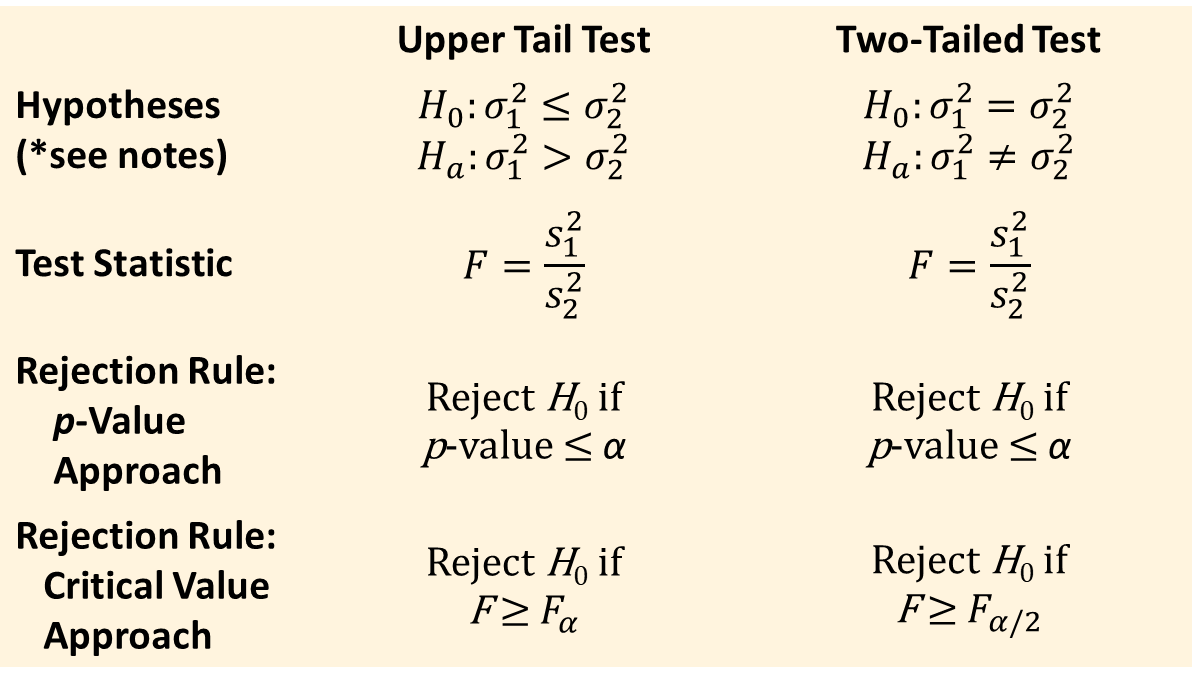 Upper Tail Test Two-Tailed Test
Hypotheses
(*see notes)
H₀: σ₁² ≤ σ₂² H₀: σ₁² = σ₂²
Hₐ: σ₁² > σ₂² Hₐ: σ₁² ≠ σ₂²
Test Statistic F = s₁²/s₂² F = s₁²/s₂²
Rejection Rule:
p-Value
Approach
Reject H₀ if
p-value ≤ α
Reject H₀ if
p-value ≤ α
Rejection Rule:
Critical Value
Approach
Reject H₀ if
F ≥ F_α
Reject H₀ if
F ≥ F_α/2